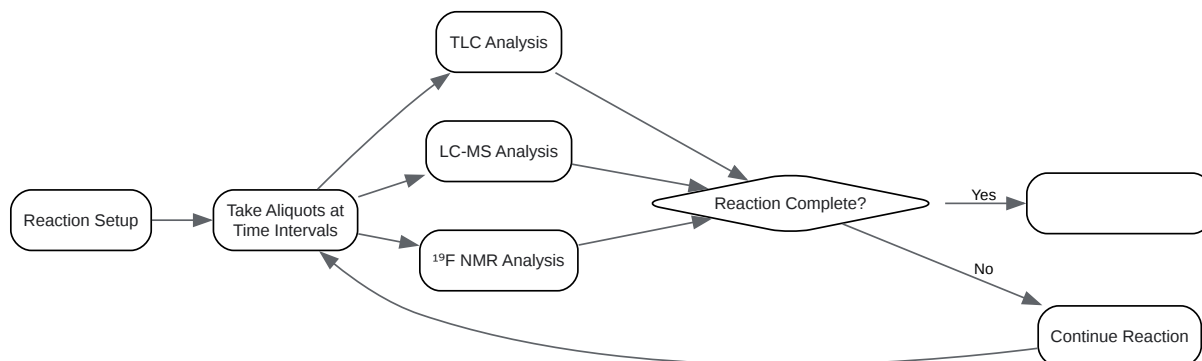 TLC Analysis
LC-MS Analysis
Reaction Setup
Take Aliquots at
Time Intervals
¹⁹F NMR Analysis
Reaction Complete?
Yes
No
Continue Reaction